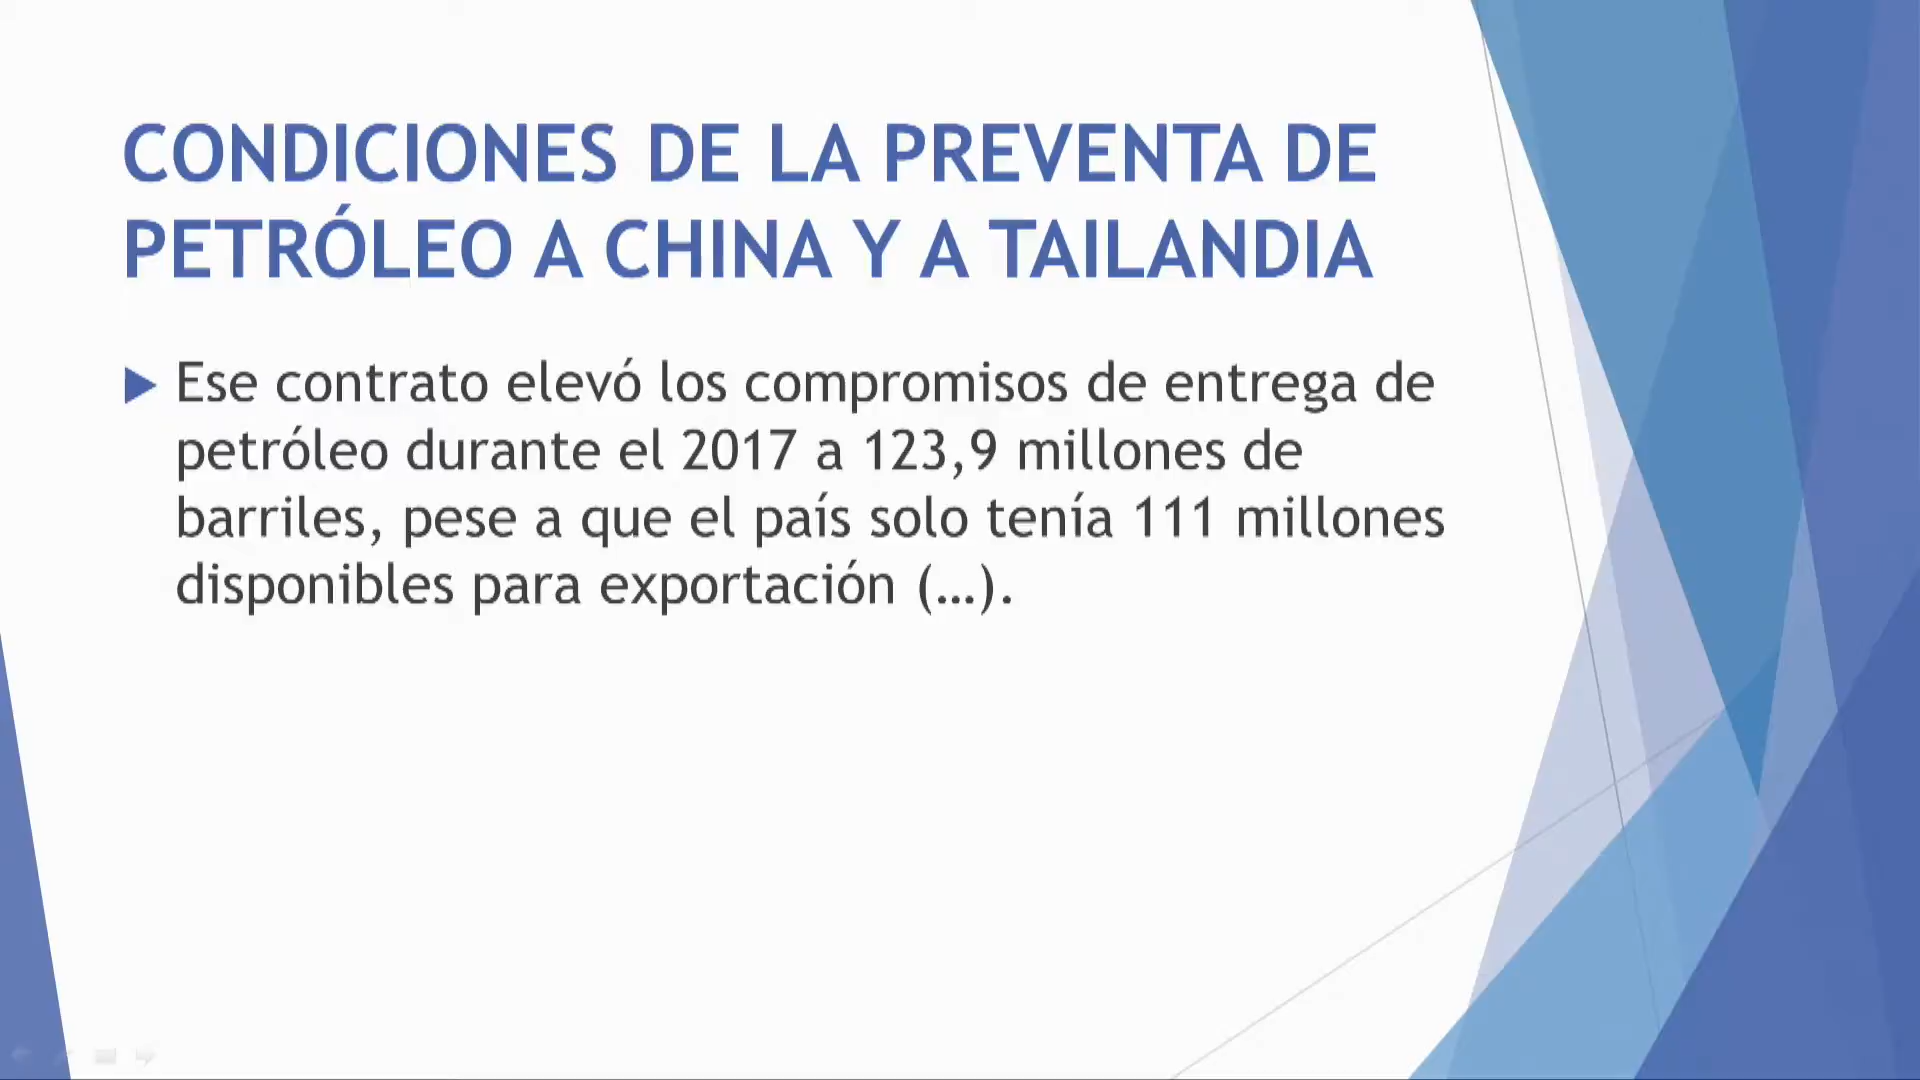 CONDICIONES DE LA PREVENTA DE
PETRÓLEO A CHINA Y A TAILANDIA
Ese contrato elevó los compromisos de entrega de
petróleo durante el 2017 a 123,9 millones de
barriles, pese a que el país solo tenía 111 millones
disponibles para exportación (…).